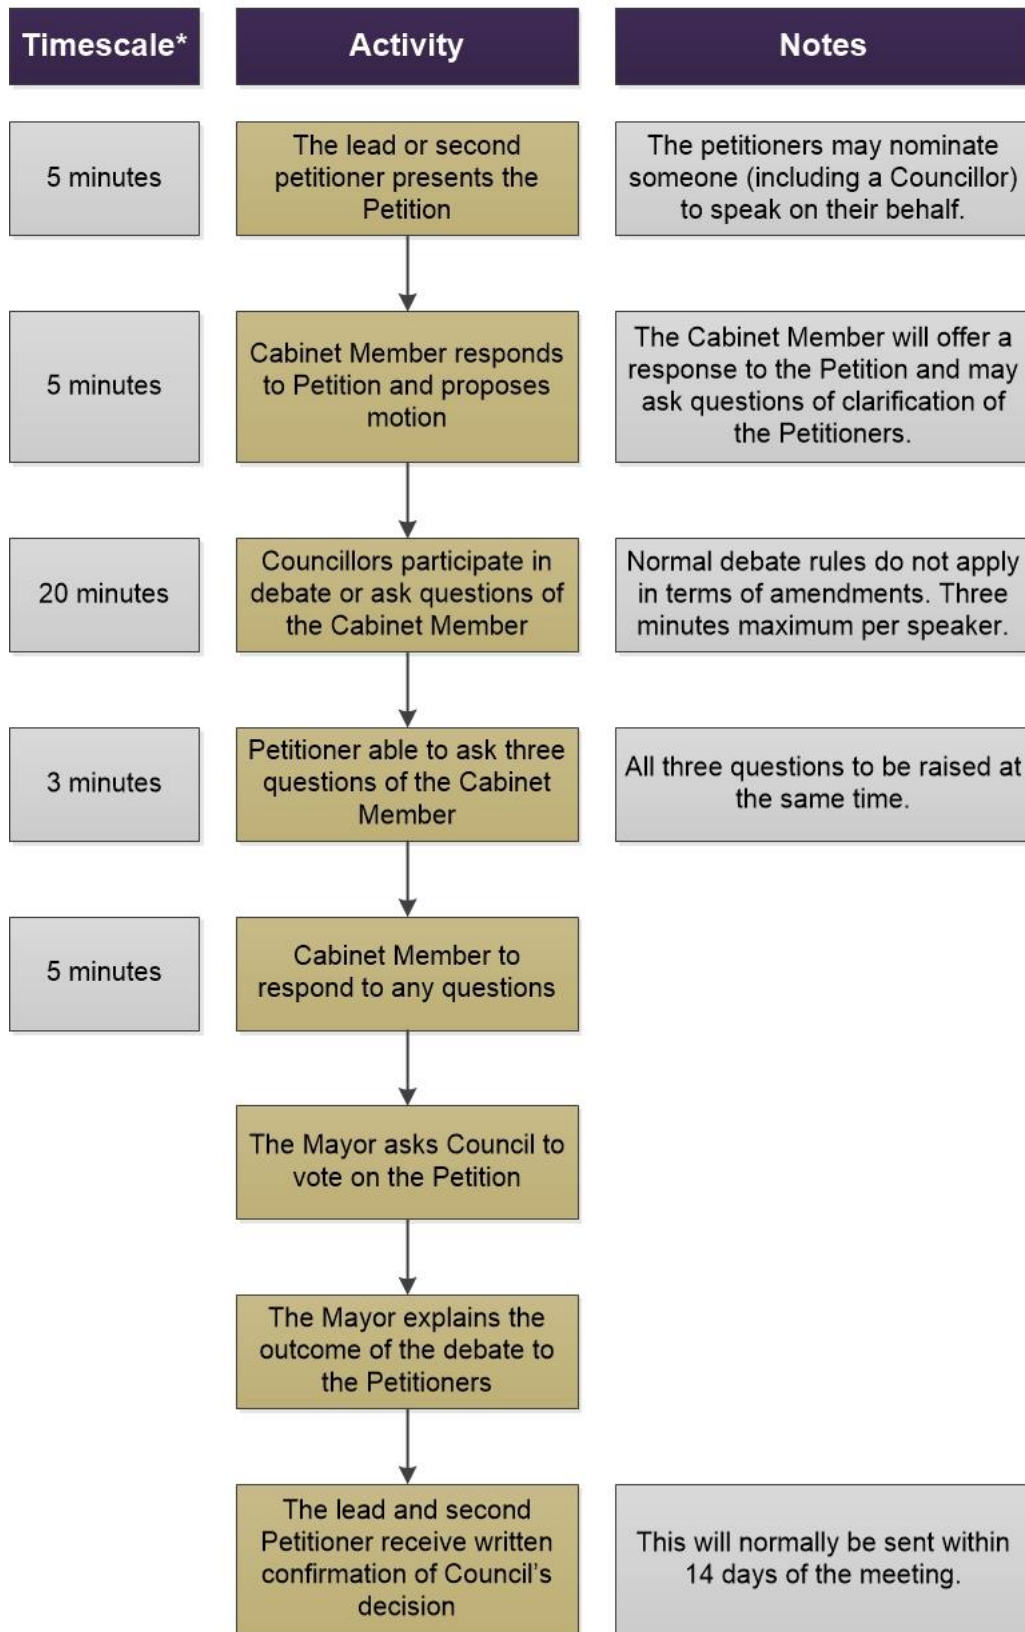 Timescale*
Activity
Notes
5 minutes
The lead or second
petitioner presents the
Petition
The petitioners may nominate
someone (including a Councillor)
to speak on their behalf.
5 minutes
Cabinet Member responds
to Petition and proposes
motion
The Cabinet Member will offer a
response to the Petition and may
ask questions of clarification of
the Petitioners.
20 minutes
Councillors participate in
debate or ask questions of
the Cabinet Member
Normal debate rules do not apply
in terms of amendments. Three
minutes maximum per speaker.
3 minutes
Petitioner able to ask three
questions of the Cabinet
Member
All three questions to be raised at
the same time.
5 minutes
Cabinet Member to
respond to any questions
The Mayor asks Council to
vote on the Petition
The Mayor explains the
outcome of the debate to
the Petitioners
The lead and second
Petitioner receive written
confirmation of Council's
decision
This will normally be sent within
14 days of the meeting.